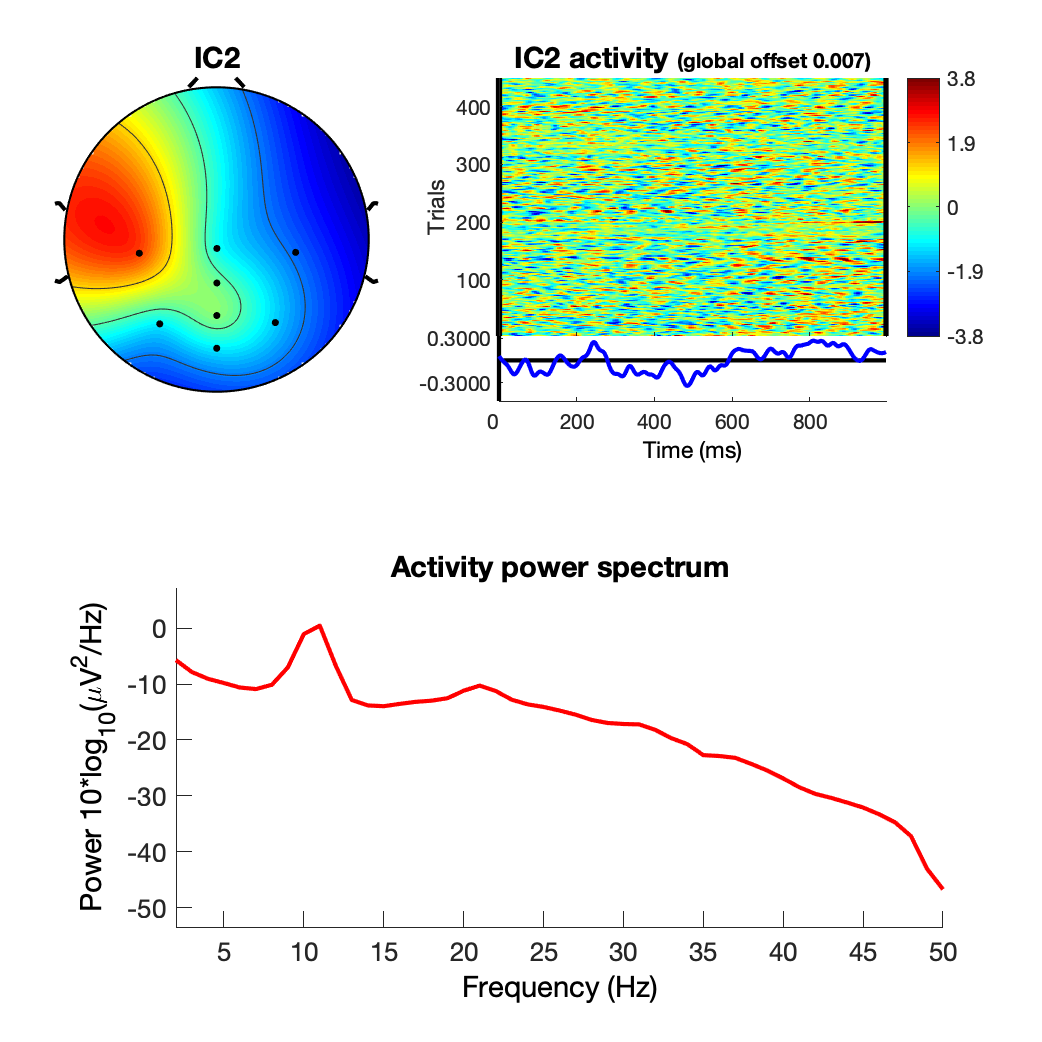 IC2
IC2 activity (global offset 0.007)
400
300
200
100
Trials
3.8
1.9
0
-1.9
-3.8
0.3000
-0.3000
0 200 400 600 800
Time (ms)
Activity power spectrum
0
-10
-20
-30
-40
-50
Power 10*log10(μV2/Hz)
5 10 15 20 25 30 35 40 45 50
Frequency (Hz)